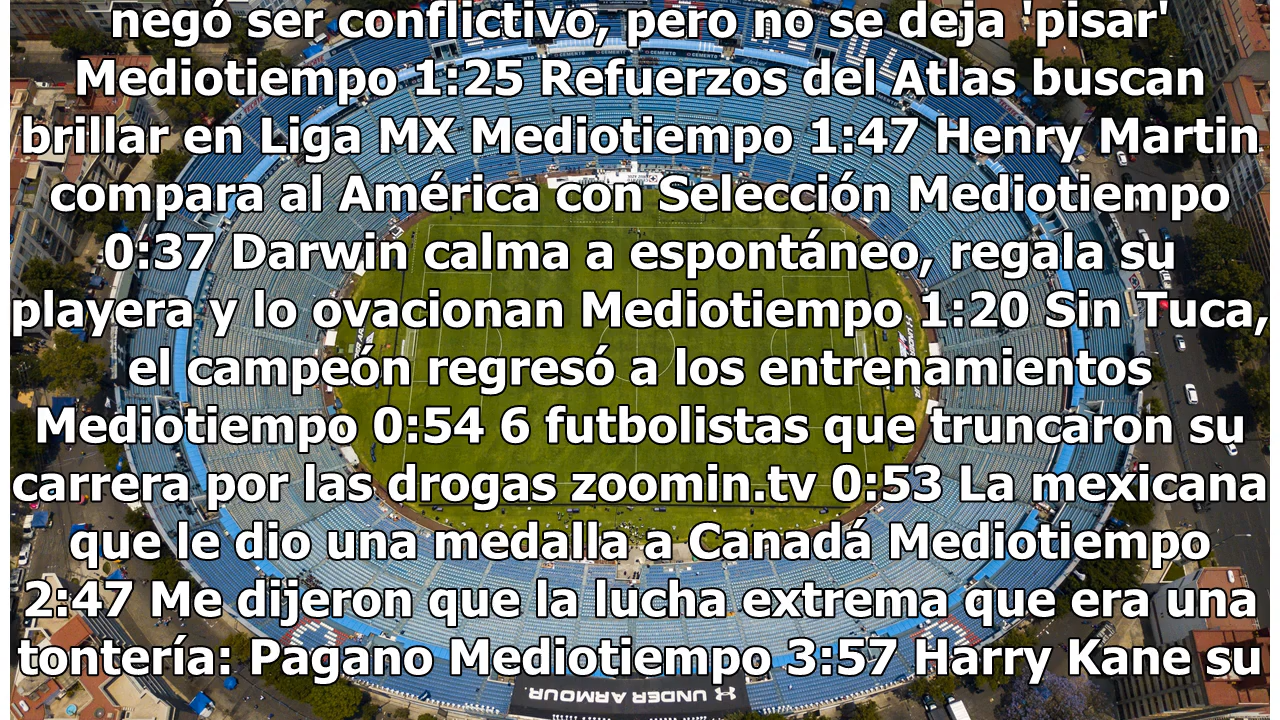 negó ser conflictivo, pero no se deja 'pisar'
Mediotiempo 1:25 Refuerzos del Atlas buscan
brillar en Liga MX Mediotiempo 1:47 Henry Martin
compara al América con Selección Mediotiempo
0:37 Darwin calma a espontáneo, regala su
playera y lo ovacionan Mediotiempo 1:20 Sin Tuca,
el campeón regresó a los entrenamientos
Mediotiempo 0:54 6 futbolistas que truncaron su
carrera por las drogas zoomin.tv 0:53 La mexicana
que le dio una medalla a Canadá Mediotiempo
2:47 Me dijeron que la lucha extrema que era una
tontería: Pagano Mediotiempo 3:57 Harry Kane su
UNDER ARMOUR